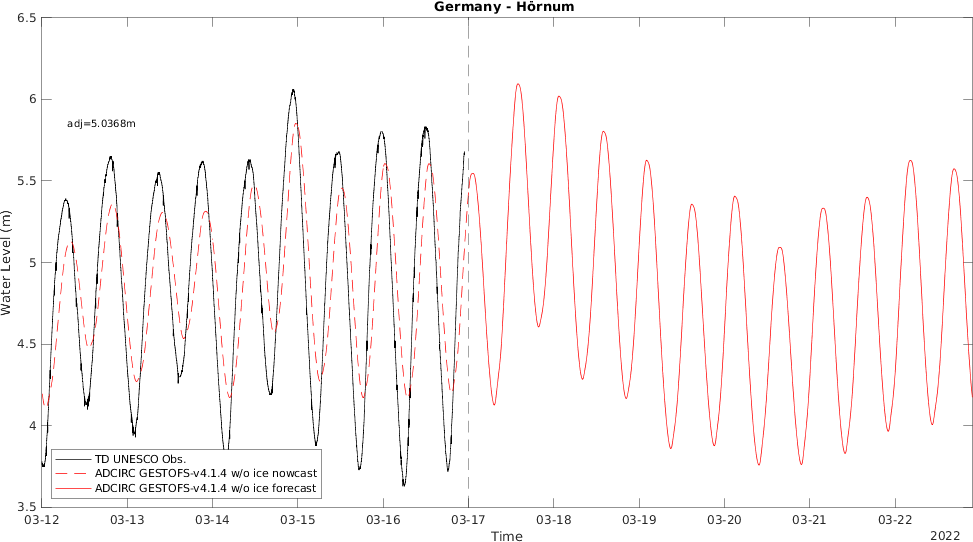 Germany - Hörnum
6.5
6
adj=5.0368m
5.5
5
4.5
4
3.5
Water Level (m)
TD UNESCO Obs.
ADCIRC GESTOFS-v4.1.4 w/o ice nowcast
ADCIRC GESTOFS-v4.1.4 w/o ice forecast
03-12 03-13 03-14 03-15 03-16 03-17 03-18 03-19 03-20 03-21 03-22
Time
2022